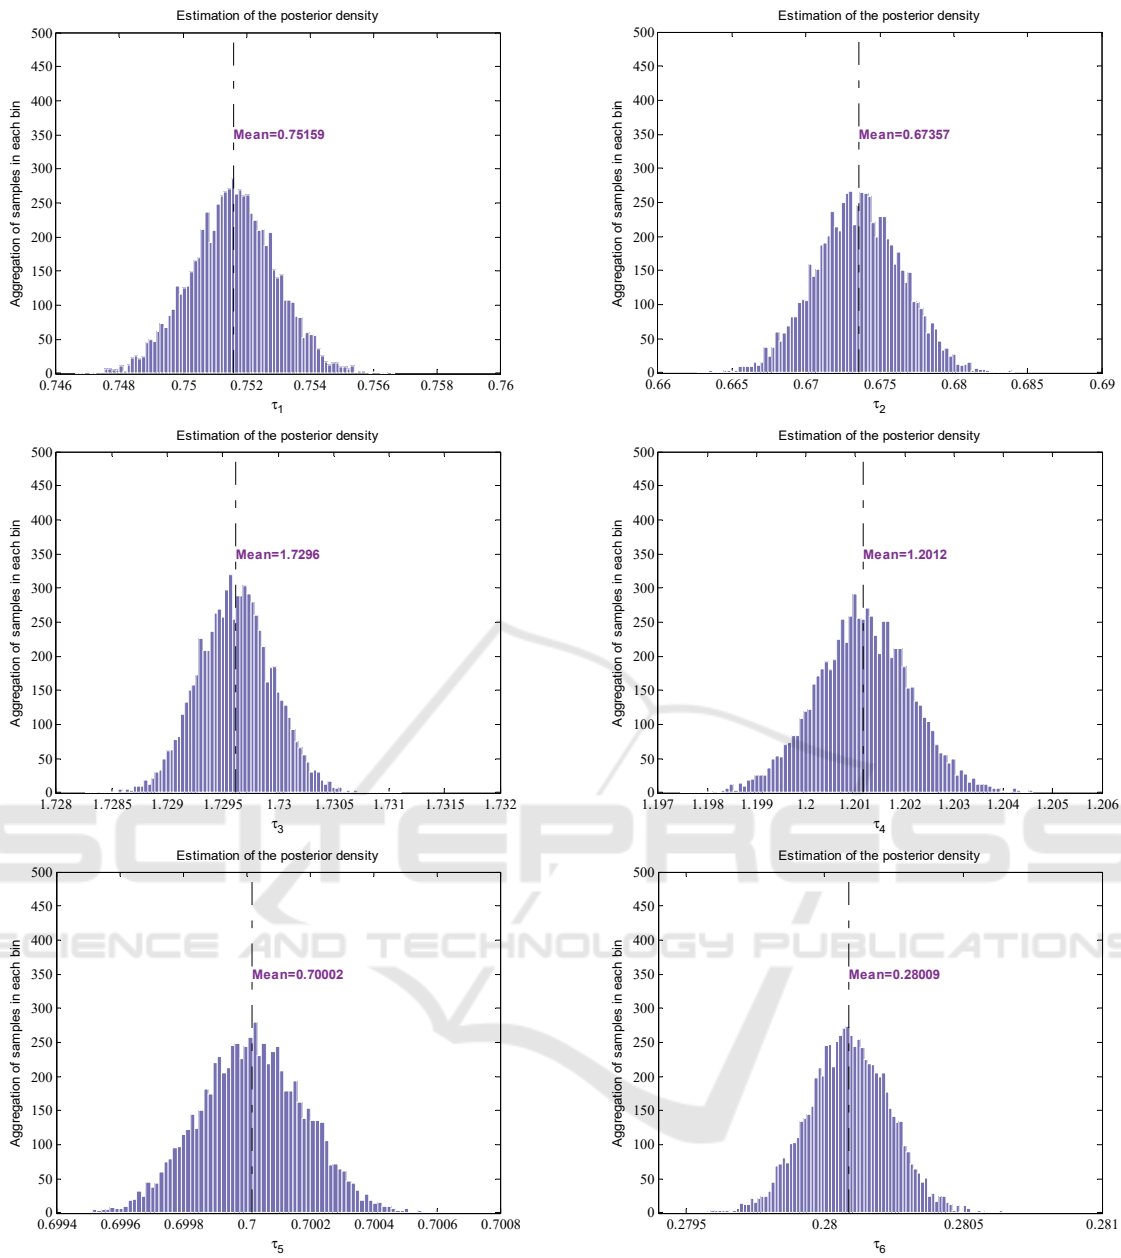 Estimation of the posterior density
Aggregation of samples in each bin
500
450
400
350
300
250
200
150
100
50
0
Mean=0.75159
0.746 0.748 0.75 0.752 0.754 0.756 0.758 0.76
τ1
Estimation of the posterior density
Aggregation of samples in each bin
500
450
400
350
300
250
200
150
100
50
0
Mean=0.67357
0.66 0.665 0.67 0.675 0.68 0.685 0.69
τ2
Estimation of the posterior density
Aggregation of samples in each bin
500
450
400
350
300
250
200
150
100
50
0
Mean=1.7296
1.728 1.7285 1.729 1.7295 1.73 1.7305 1.731 1.7315 1.732
τ3
Estimation of the posterior density
Aggregation of samples in each bin
500
450
400
350
300
250
200
150
100
50
0
Mean=1.2012
1.197 1.198 1.199 1.2 1.201 1.202 1.203 1.204 1.205 1.206
τ4
SCITEPRESS
SCIENCE AND TECHNOLOGY PUBLICATIONS
Estimation of the posterior density
Aggregation of samples in each bin
500
450
400
350
300
250
200
150
100
50
0
Mean=0.70002
0.6994 0.6996 0.6998 0.7 0.7002 0.7004 0.7006 0.7008
τ5
Estimation of the posterior density
Aggregation of samples in each bin
500
450
400
350
300
250
200
150
100
50
0
Mean=0.28009
0.2795 0.28 0.2805 0.281
τ6